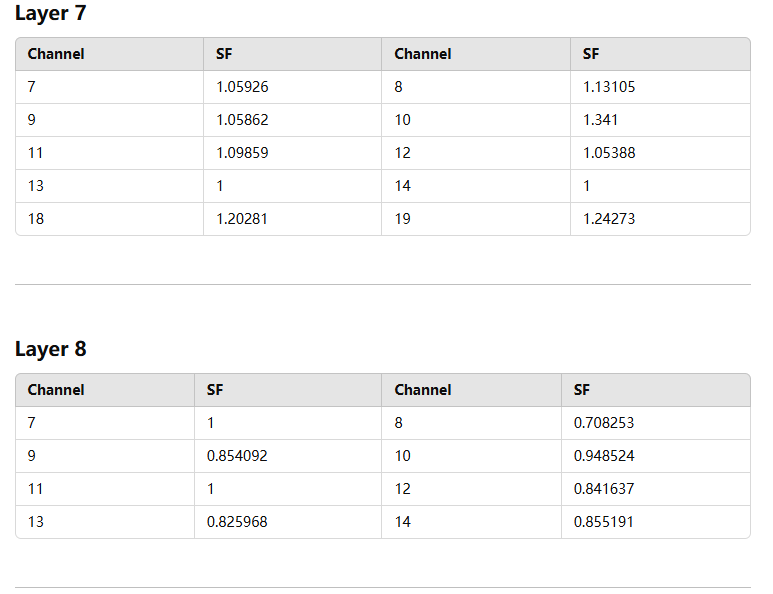 Layer 7
Channel SF Channel SF
7 1.05926 8 1.13105
9 1.05862 10 1.341
11 1.09859 12 1.05388
13 1 14 1
18 1.20281 19 1.24273
Layer 8
Channel SF Channel SF
7 1 8 0.708253
9 0.854092 10 0.948524
11 1 12 0.841637
13 0.825968 14 0.855191